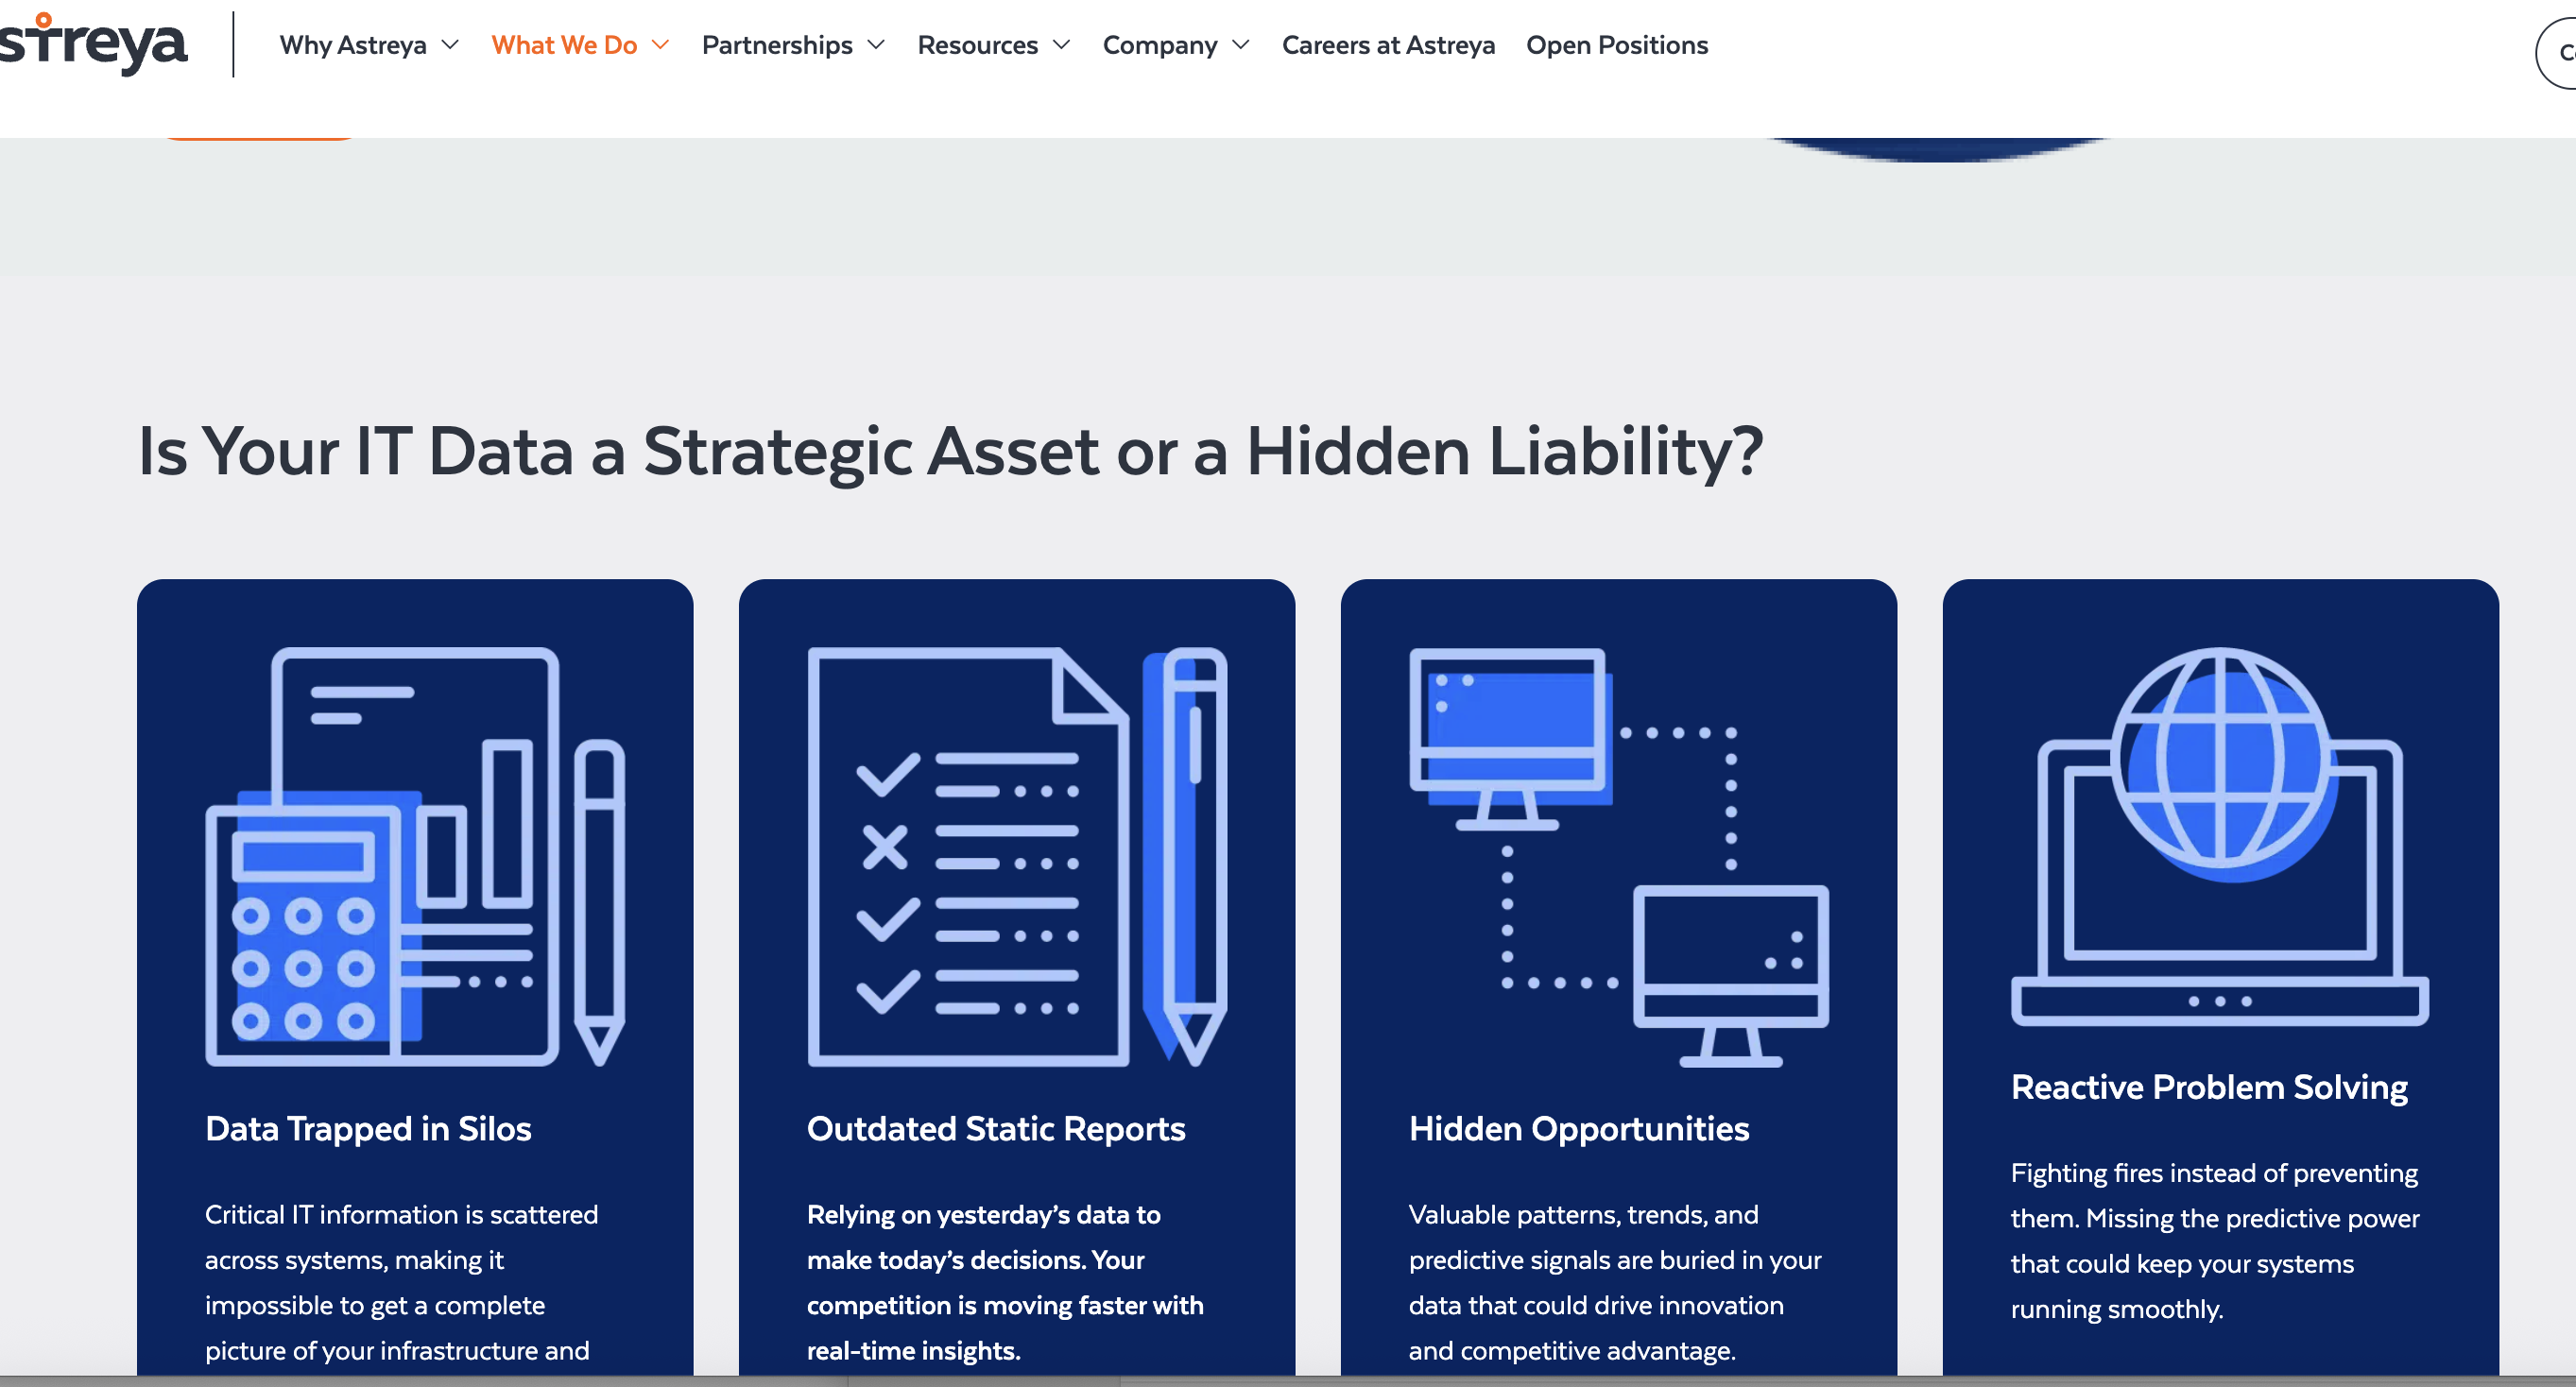 streya
Why Astreya What We Do Partnerships Resources Company Careers at Astreya Open Positions
Is Your IT Data a Strategic Asset or a Hidden Liability?
Data Trapped in Silos
Critical IT information is scattered
across systems, making it
impossible to get a complete
picture of your infrastructure and
Outdated Static Reports
Relying on yesterday’s data to
make today’s decisions. Your
competition is moving faster with
real-time insights.
Hidden Opportunities
Valuable patterns, trends, and
predictive signals are buried in your
data that could drive innovation
and competitive advantage.
Reactive Problem Solving
Fighting fires instead of preventing
them. Missing the predictive power
that could keep your systems
running smoothly.